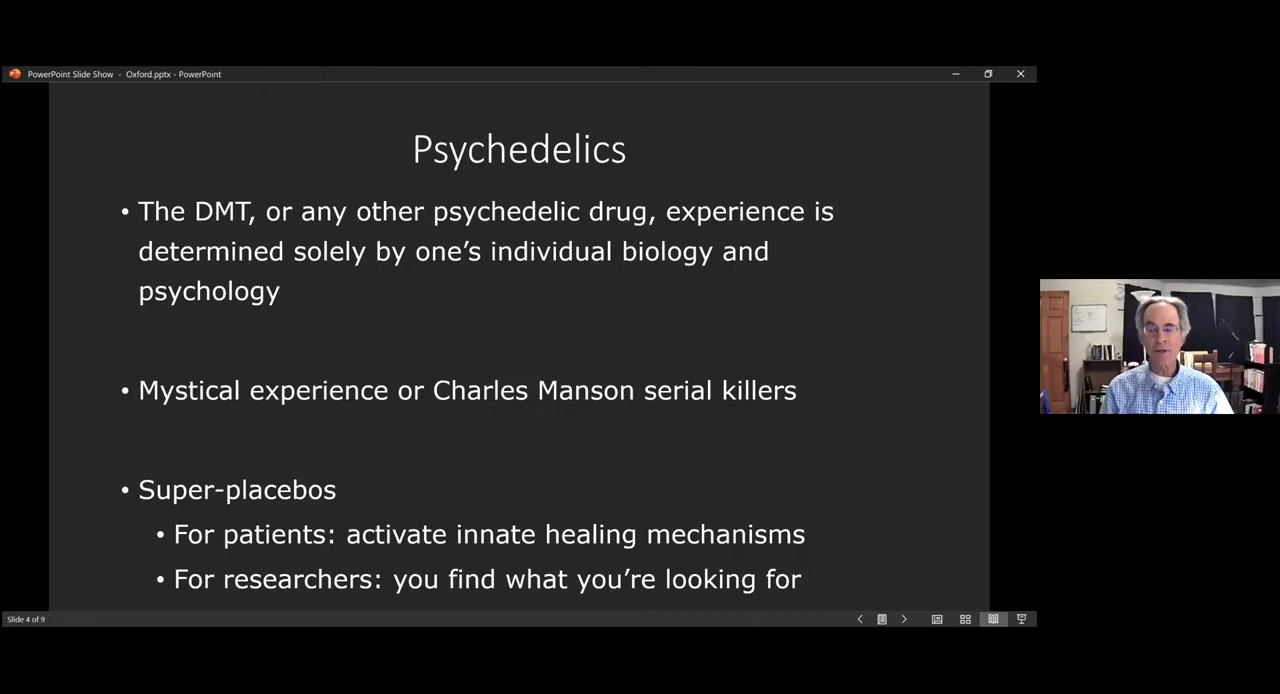 PowerPoint Slide Show - Oxford.pptx - PowerPoint
Psychedelics
• The DMT, or any other psychedelic drug, experience is
determined solely by one’s individual biology and
psychology
• Mystical experience or Charles Manson serial killers
• Super-placebos
• For patients: activate innate healing mechanisms
• For researchers: you find what you’re looking for
Slide 4 of 9